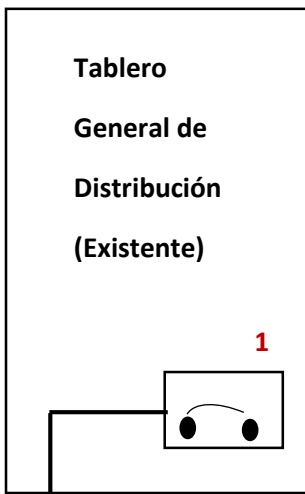 Tablero
General de
Distribución
(Existente)
1